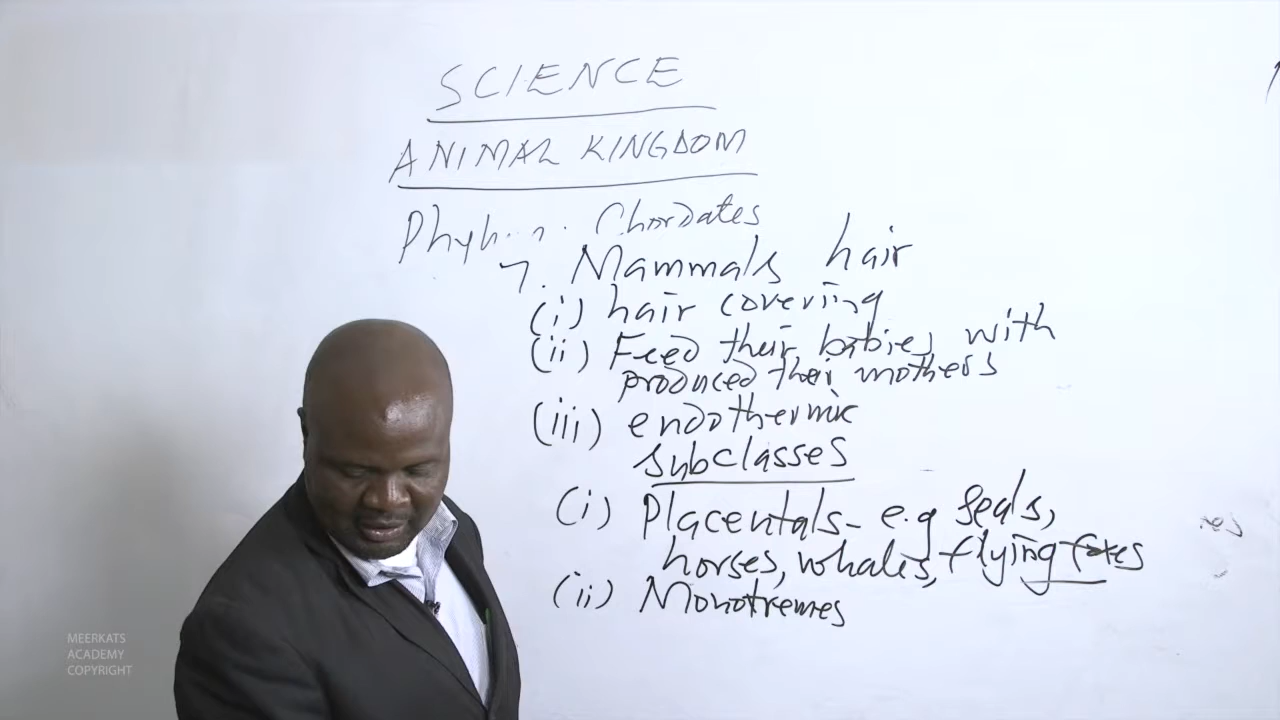 SCIENCE
ANIMAL KINGDOM
Chordates
7. Mammals hair
(i) hair covering
(ii) Feed their babies with
produced their mothers
(iii) endothermic
subclasses
(i) Placentals- e.g seals,
horses, whales, flying foxes
(ii) Monotremes
MEERKATS
ACADEMY
COPYRIGHT